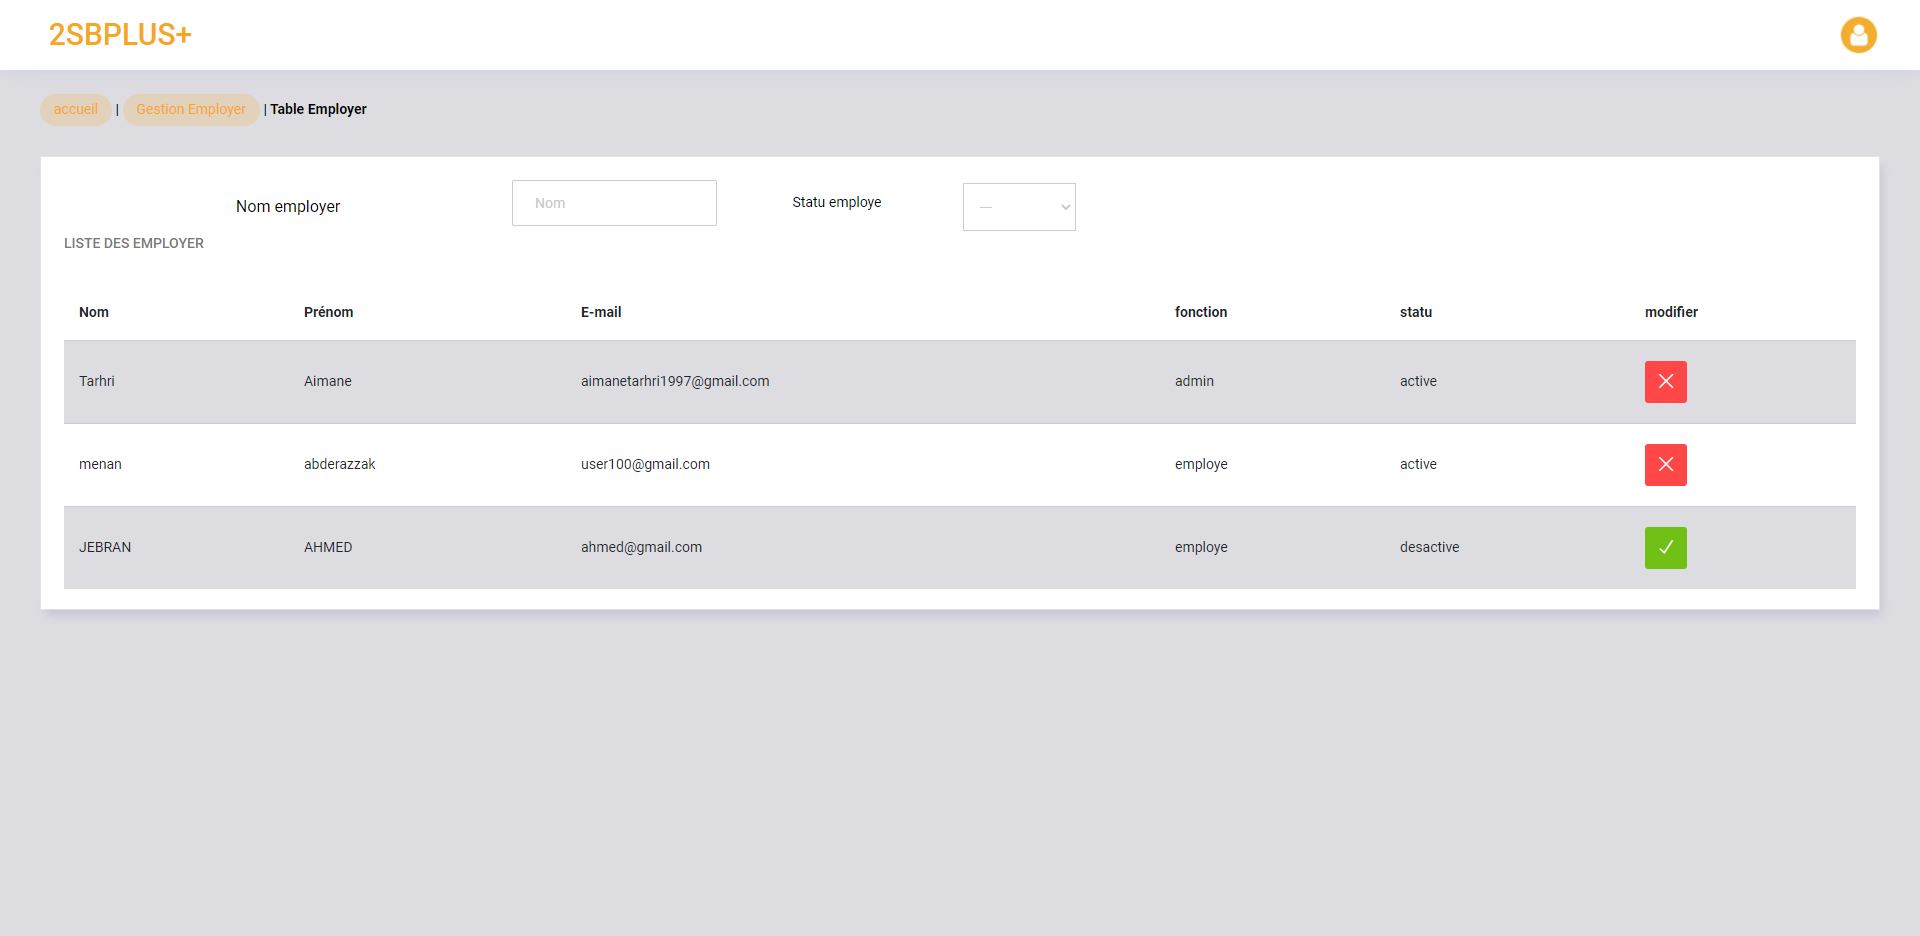 2SBPLUS+
accueil | Gestion Employer | Table Employer
Nom employer Nom Statu employe —
LISTE DES EMPLOYER
Nom Prénom E-mail fonction statu modifier
Tarhri Aimane aimanetarhri1997@gmail.com admin active
menan abderazzak user100@gmail.com employe active
JEBRAN AHMED ahmed@gmail.com employe desactive